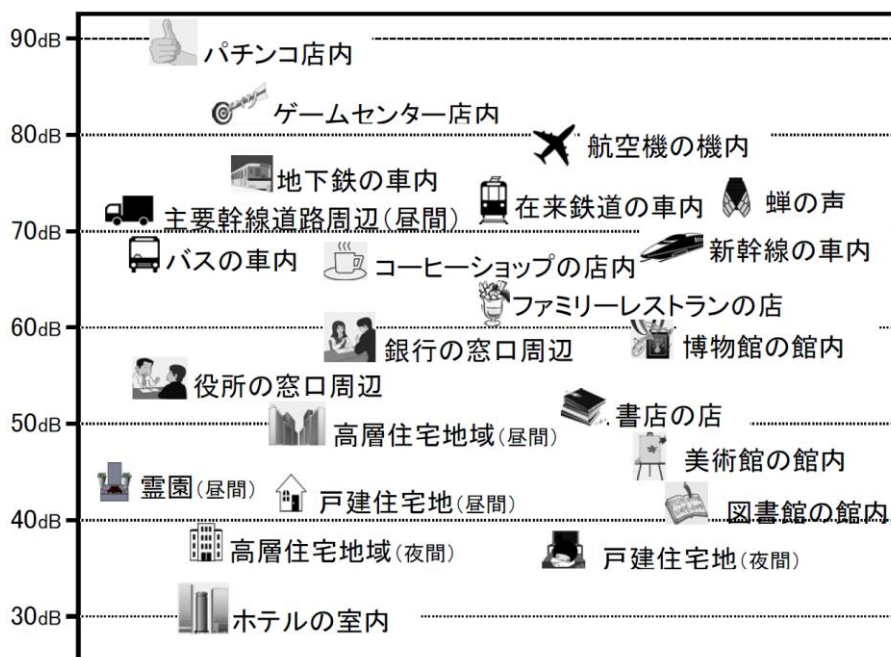 90dB
パチンコ店内
ゲームセンター店内
80dB
航空機の機内
地下鉄の車内
主要幹線道路周辺(昼間)
在来鉄道の車内
蝉の声
70dB
バスの車内
コーヒーショップの店内
新幹線の車内
ファミリーレストランの店
60dB
銀行の窓口周辺
博物館の館内
役所の窓口周辺
書店の店
50dB
高層住宅地域(昼間)
美術館の館内
霊園(昼間)
戸建住宅地(昼間)
図書館の館内
40dB
高層住宅地域(夜間)
戸建住宅地(夜間)
30dB
ホテルの室内